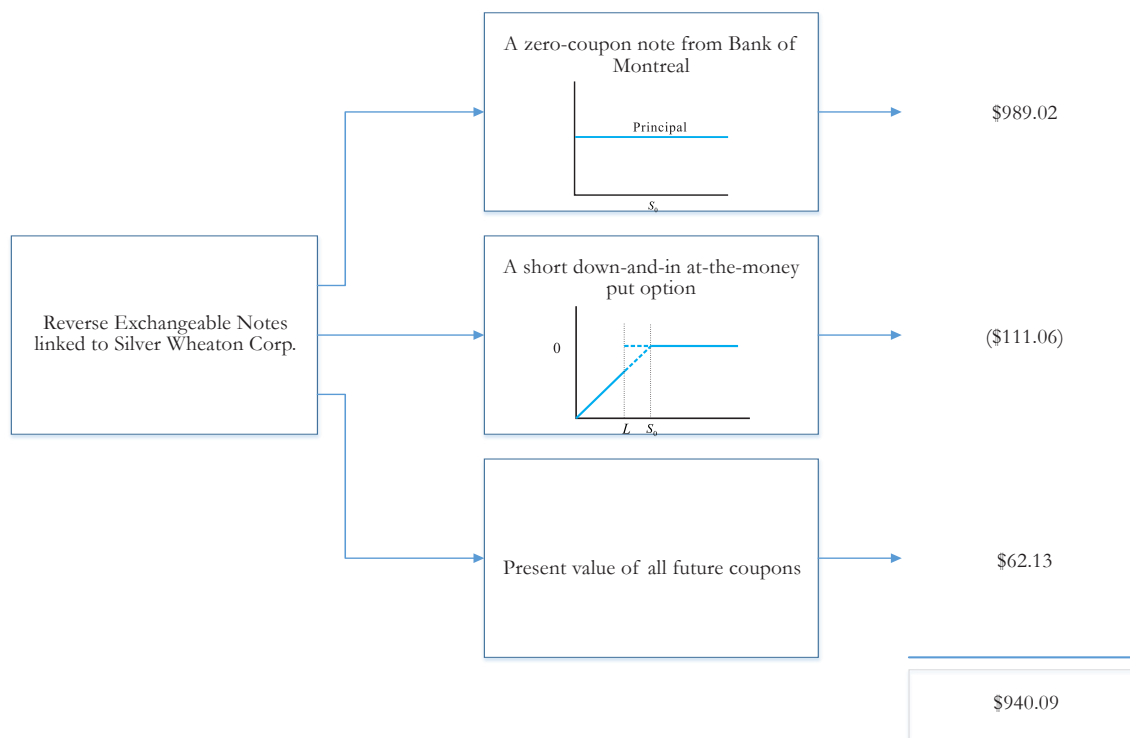 A zero-coupon note from Bank of
Montreal
Principal
S₀
$989.02
Reverse Exchangeable Notes
linked to Silver Wheaton Corp.
A short down-and-in at-the-money
put option
0
L S₀
($111.06)
Present value of all future coupons
$62.13
$940.09